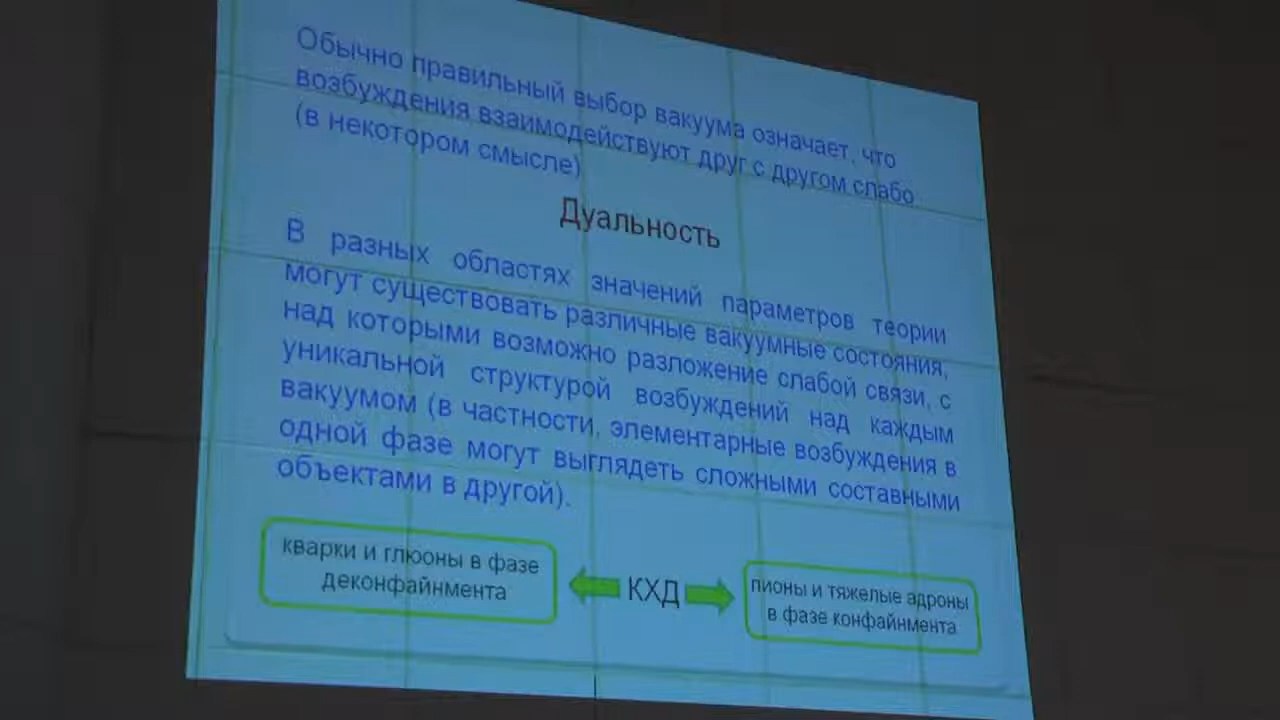 Обычно правильный выбор вакуума означает, что
возбуждения взаимодействуют друг с другом слабо
(в некотором смысле)
Дуальность
В разных областях значений параметров теории
могут существовать различные вакуумные состояния,
над которыми возможно разложение слабой связи, с
уникальной структурой возбуждений над каждым
вакуумом (в частности, элементарные возбуждения в
одной фазе могут выглядеть сложными составными
объектами в другой).
кварки и глюоны в фазе
деконфайнмента
КХД
пионы и тяжелые адроны
в фазе конфайнмента